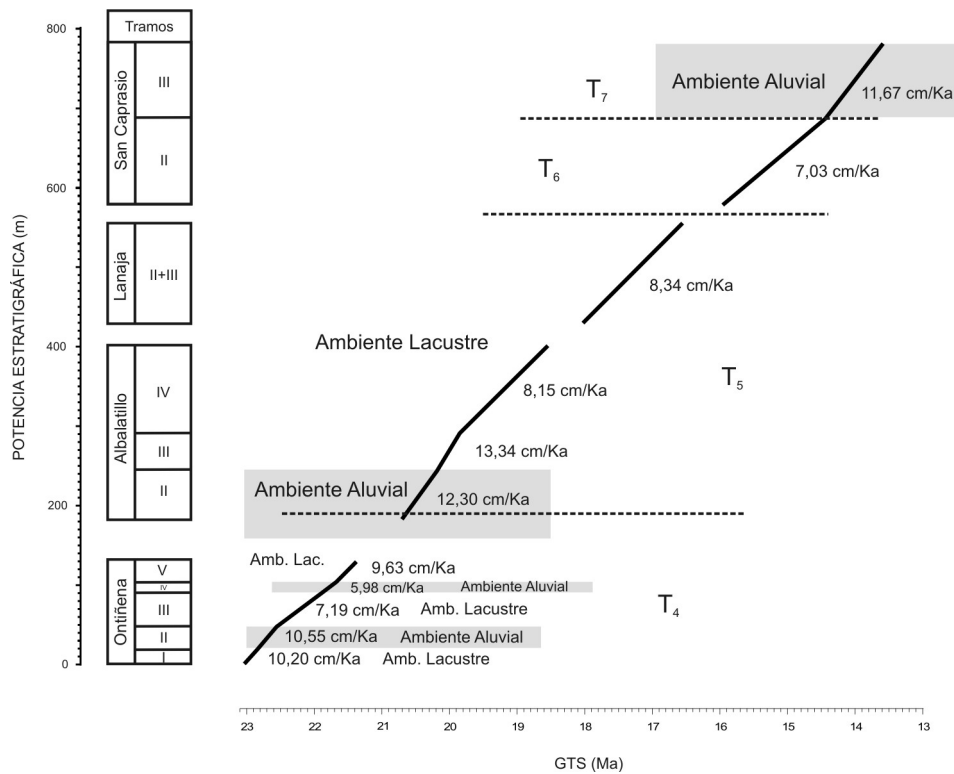 800
600
400
200
0
POTENCIA ESTRATIGRÁFICA (m)
Tramos
San Caprasio
III
II
Lanaja
II+III
Albalatillo
IV
III
II
Ontiñena
V
IV
III
II
I
Ambiente Aluvial
11,67 cm/Ka
T7
7,03 cm/Ka
T6
8,34 cm/Ka
Ambiente Lacustre
T5
8,15 cm/Ka
13,34 cm/Ka
Ambiente Aluvial
12,30 cm/Ka
Amb. Lac.
9,63 cm/Ka
5,98 cm/Ka Ambiente Aluvial
7,19 cm/Ka Amb. Lacustre
T4
10,55 cm/Ka Ambiente Aluvial
10,20 cm/Ka Amb. Lacustre
23 22 21 20 19 18 17 16 15 14 13
GTS (Ma)